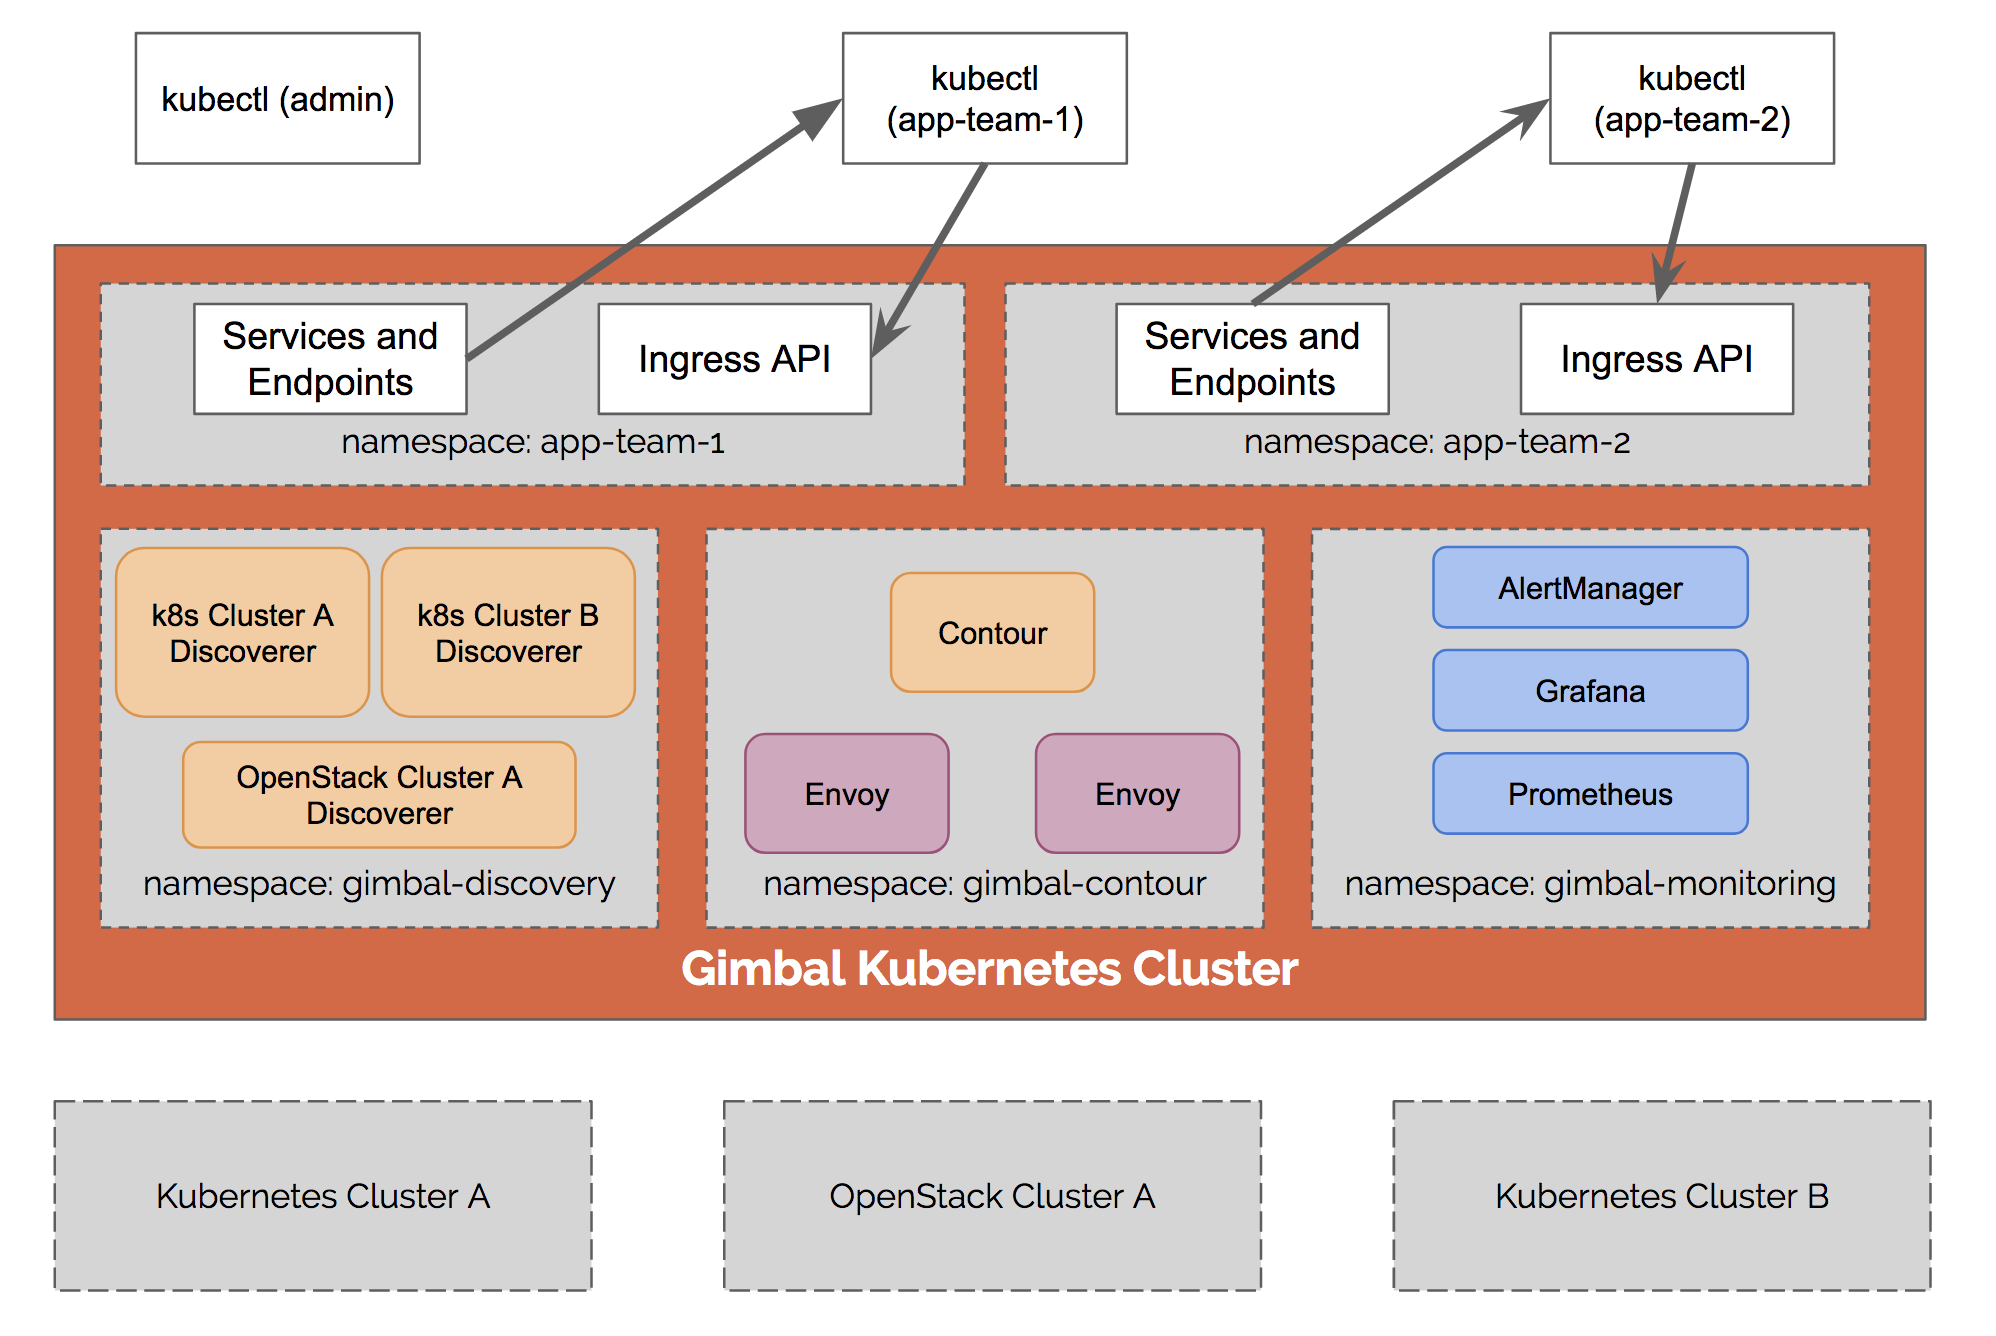 kubectl (admin)
kubectl
(app-team-1)
kubectl
(app-team-2)
Services and
Endpoints
Ingress API
namespace: app-team-1
Services and
Endpoints
Ingress API
namespace: app-team-2
k8s Cluster A
Discoverer
k8s Cluster B
Discoverer
OpenStack Cluster A
Discoverer
namespace: gimbal-discovery
Contour
Envoy
Envoy
namespace: gimbal-contour
AlertManager
Grafana
Prometheus
namespace: gimbal-monitoring
Gimbal Kubernetes Cluster
Kubernetes Cluster A
OpenStack Cluster A
Kubernetes Cluster B